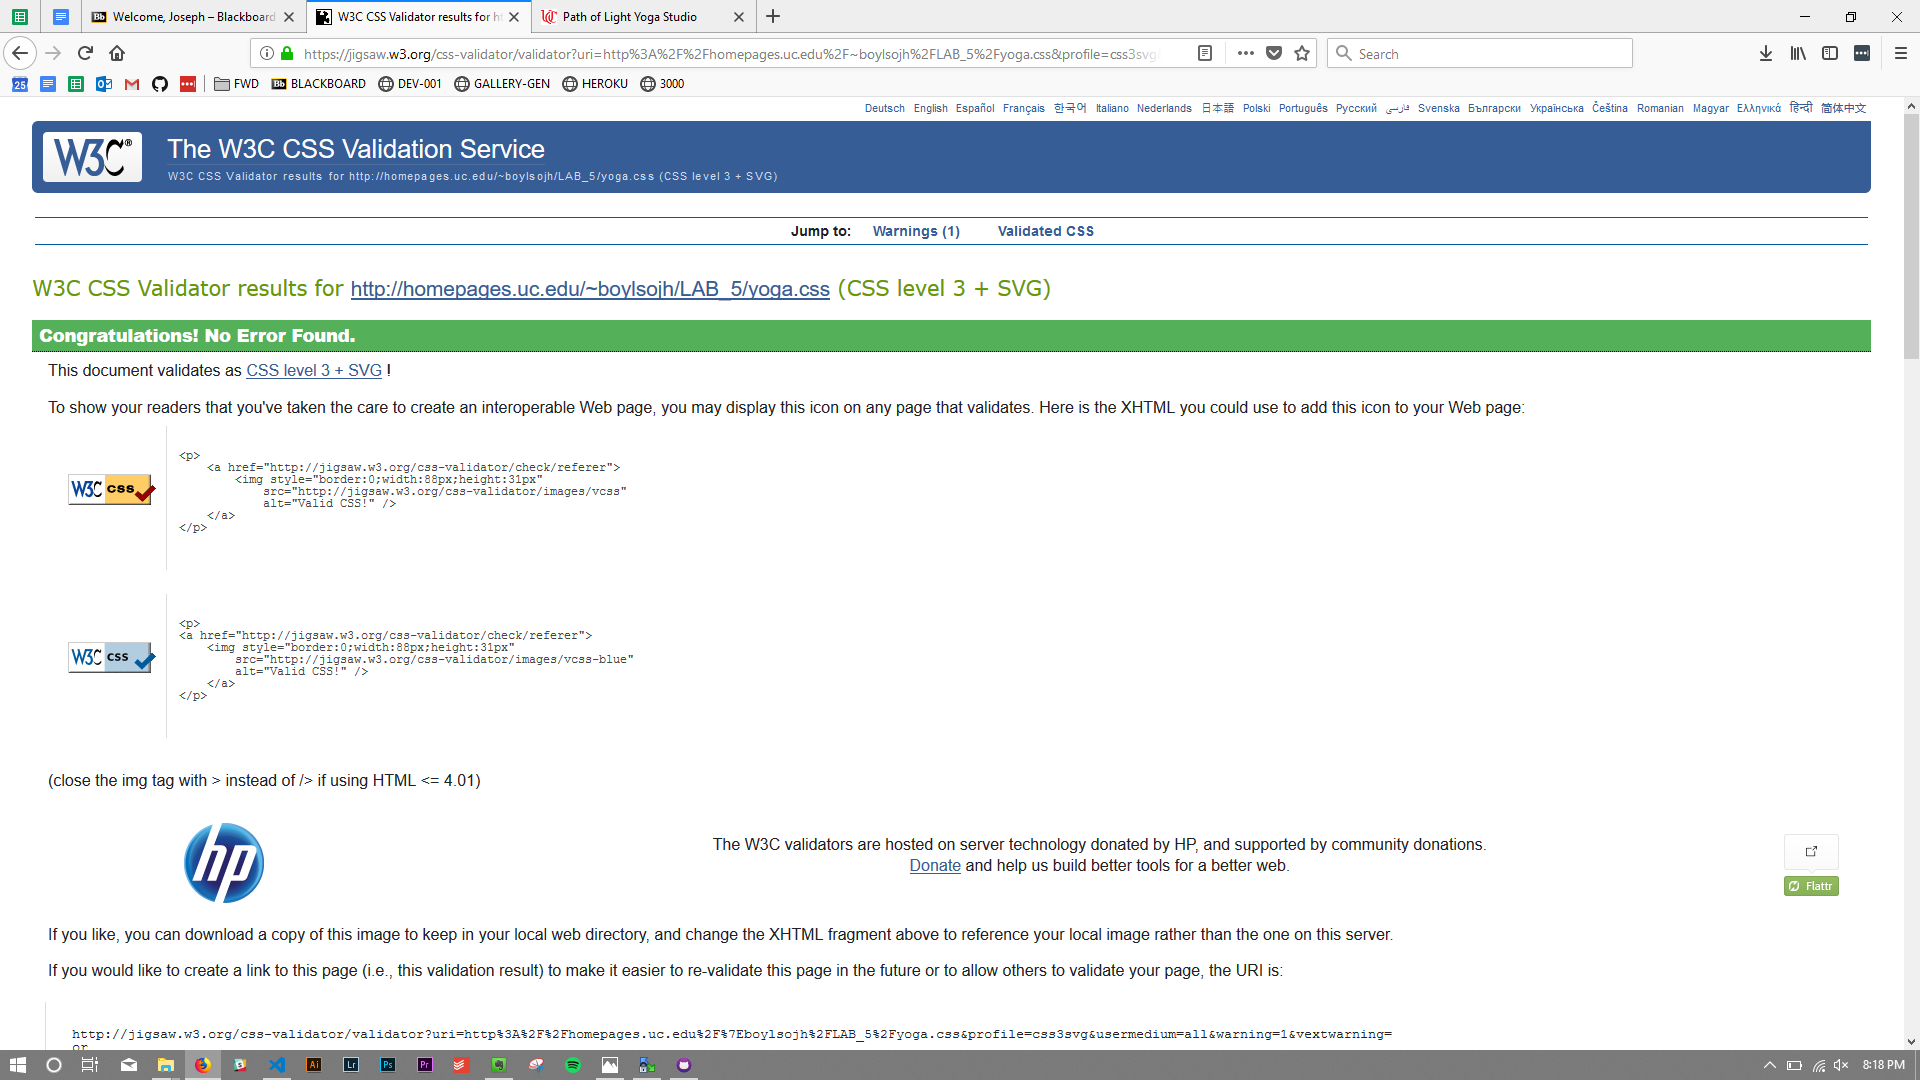 Welcome, Joseph – Blackboard
W3C CSS Validator results for ht
Path of Light Yoga Studio
https://jigsaw.w3.org/css-validator/validator?uri=http%3A%2F%2Fhomepages.uc.edu%2F~boylsojh%2FLAB_5%2Fyoga.css&profile=css3svg
Search
FWD
BLACKBOARD
DEV-001
GALLERY-GEN
HEROKU
3000
Deutsch English Español Français 한국어 Italiano Nederlands 日本語 Polski Português Русский فارسی Svenska Български Українська Čeština Romanian Magyar Ελληνικά हिन्दी 简体中文
W3C®
The W3C CSS Validation Service
W3C CSS Validator results for http://homepages.uc.edu/~boylsojh/LAB_5/yoga.css (CSS level 3 + SVG)
Jump to: Warnings (1) Validated CSS
W3C CSS Validator results for http://homepages.uc.edu/~boylsojh/LAB_5/yoga.css (CSS level 3 + SVG)
Congratulations! No Error Found.
This document validates as CSS level 3 + SVG !
To show your readers that you've taken the care to create an interoperable Web page, you may display this icon on any page that validates. Here is the XHTML you could use to add this icon to your Web page:
W3C CSS
<p>
<a href="http://jigsaw.w3.org/css-validator/check/referer">
<img style="border:0;width:88px;height:31px"
src="http://jigsaw.w3.org/css-validator/images/vcss"
alt="Valid CSS!" />
</a>
</p>
W3C CSS
<p>
<a href="http://jigsaw.w3.org/css-validator/check/referer">
<img style="border:0;width:88px;height:31px"
src="http://jigsaw.w3.org/css-validator/images/vcss-blue"
alt="Valid CSS!" />
</a>
</p>
(close the img tag with > instead of /> if using HTML <= 4.01)
hp
The W3C validators are hosted on server technology donated by HP, and supported by community donations.
Donate and help us build better tools for a better web.
Flattr
If you like, you can download a copy of this image to keep in your local web directory, and change the XHTML fragment above to reference your local image rather than the one on this server.
If you would like to create a link to this page (i.e., this validation result) to make it easier to re-validate this page in the future or to allow others to validate your page, the URI is:
http://jigsaw.w3.org/css-validator/validator?uri=http%3A%2F%2Fhomepages.uc.edu%2F%7Eboylsojh%2FLAB_5%2Fyoga.css&profile=css3svg&usermedium=all&warning=1&vextwarning=
or
8:18 PM